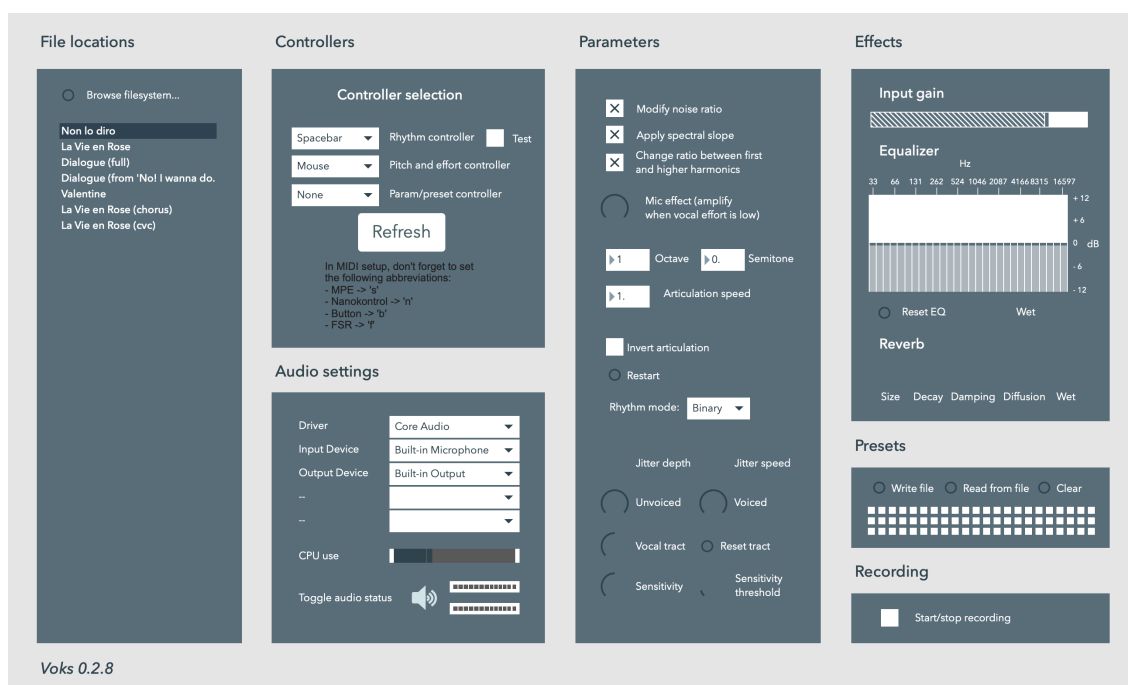 File locations
Browse filesystem...
Non lo diro
La Vie en Rose
Dialogue (full)
Dialogue (from 'No! I wanna do.
Valentine
La Vie en Rose (chorus)
La Vie en Rose (cvc)
Controllers
Controller selection
Spacebar Rhythm controller Test
Mouse Pitch and effort controller
None Param/preset controller
Refresh
In MIDI setup, don't forget to set
the following abbreviations:
- MPE -> 's'
- Nanokontrol -> 'n'
- Button -> 'b'
- FSR -> 'f'
Audio settings
Driver Core Audio
Input Device Built-in Microphone
Output Device Built-in Output
--
--
CPU use
Toggle audio status
Parameters
Modify noise ratio
Apply spectral slope
Change ratio between first
and higher harmonics
Mic effect (amplify
when vocal effort is low)
1 Octave 0. Semitone
1. Articulation speed
Invert articulation
Restart
Rhythm mode: Binary
Jitter depth Jitter speed
Unvoiced Voiced
Vocal tract Reset tract
Sensitivity Sensitivity
threshold
Effects
Input gain
Equalizer
Hz
33 66 131 262 524 1046 2087 4166 8315 16597
+ 12
+ 6
0 dB
- 6
- 12
Reset EQ Wet
Reverb
Size Decay Damping Diffusion Wet
Presets
Write file Read from file Clear
Recording
Start/stop recording
Voks 0.2.8